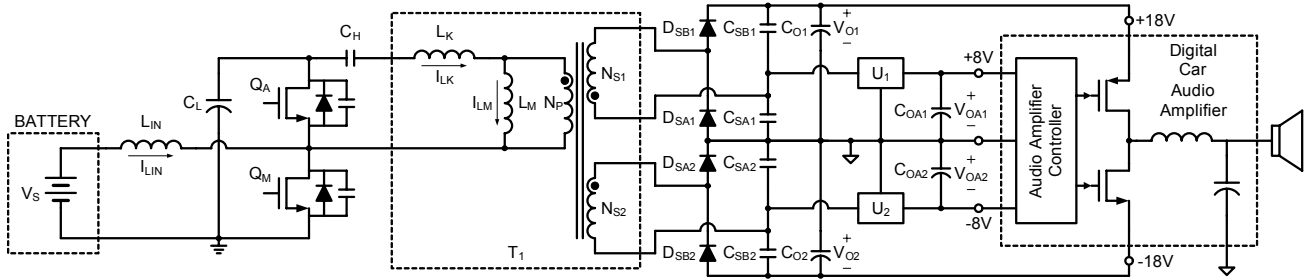 BATTERY
V_S
L_IN
I_LIN
C_L
Q_A
Q_M
C_H
L_K
I_LK
I_LM
L_M
N_P
N_S1
N_S2
T_1
D_SB1
C_SB1
C_O1
+
V_O1
–
D_SA1
C_SA1
D_SA2
C_SA2
D_SB2
C_SB2
C_O2
+
V_O2
–
U_1
U_2
+8V
C_OA1
+
V_OA1
–
C_OA2
+
V_OA2
–
-8V
Audio Amplifier
Controller
+18V
Digital
Car
Audio
Amplifier
-18V